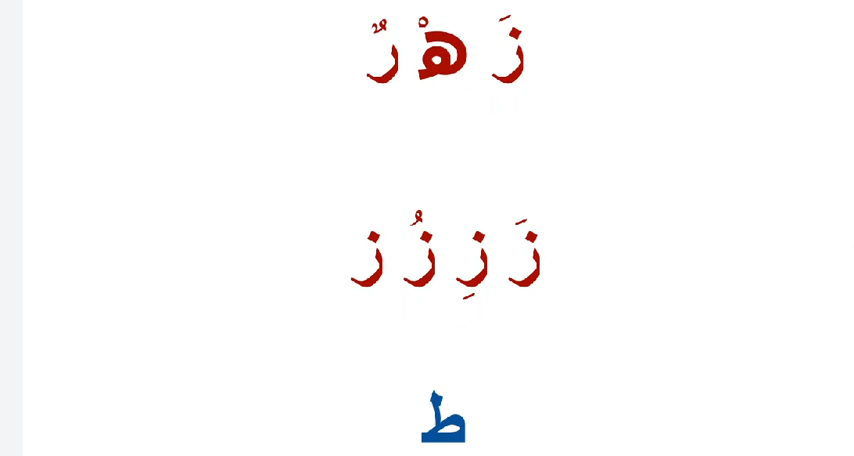 زَ هْ رٌ
زَ زِ زُ ز
ط